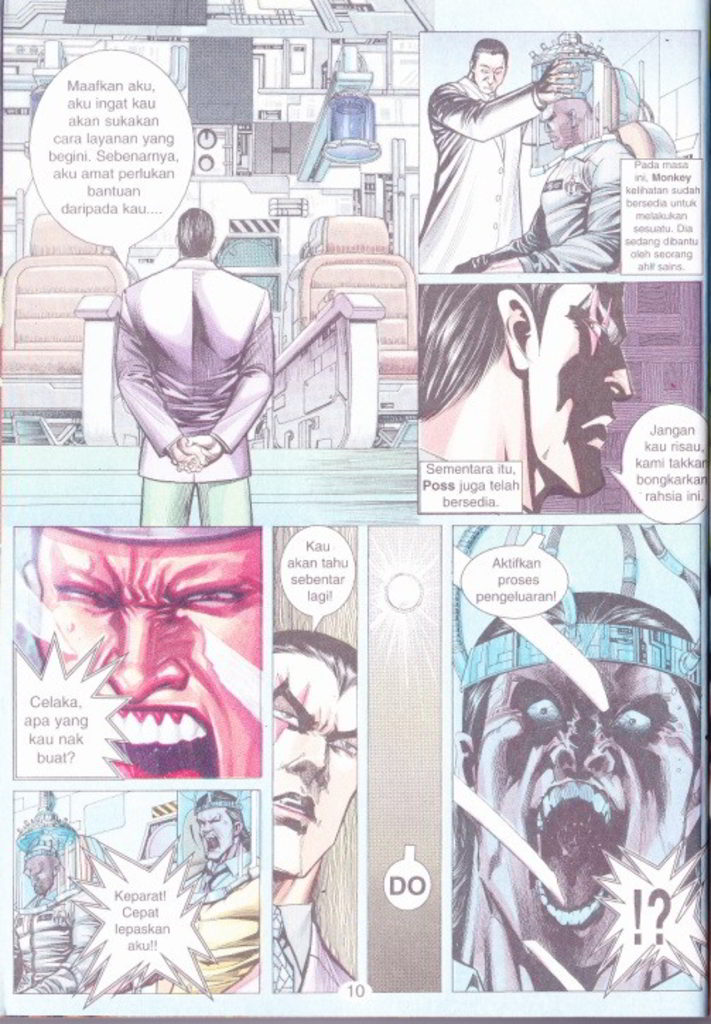 Maafkan aku,
aku ingat kau
akan sukakan
cara layanan yang
begini. Sebenarnya,
aku amat perlukan
bantuan
daripada kau....
Pada masa
ini, Monkey
kelihatan sudah
bersedia untuk
melakukan
sesuatu. Dia
sedang dibantu
oleh seorang
ahli sains.
Sementara itu,
Poss juga telah
bersedia.
Jangan
kau risau,
kami takkan
bongkarkan
rahsia ini.
Celaka,
apa yang
kau nak
buat?
Kau
akan tahu
sebentar
lagi!
Aktifkan
proses
pengeluaran!
Keparat!
Cepat
lepaskan
aku!!
DO
!?
10